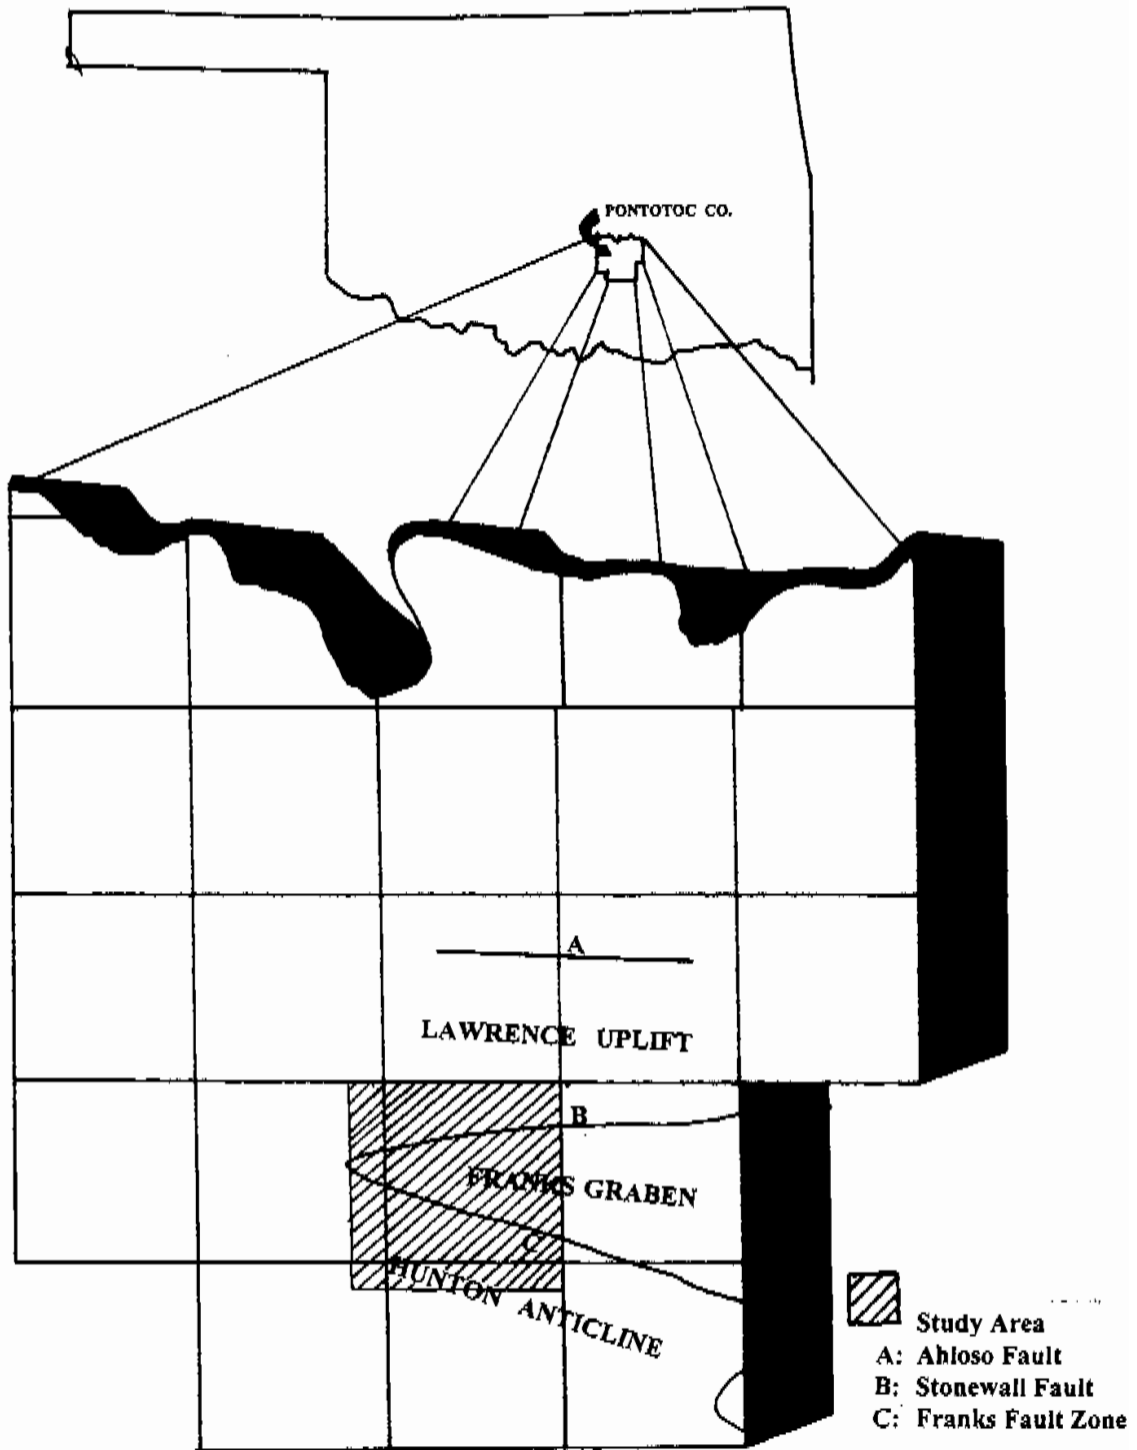 PONTOTOC CO.
A
LAWRENCE UPLIFT
B
FRANKS GRABEN
C
HUNTON ANTICLINE
Study Area
A: Ahloso Fault
B: Stonewall Fault
C: Franks Fault Zone